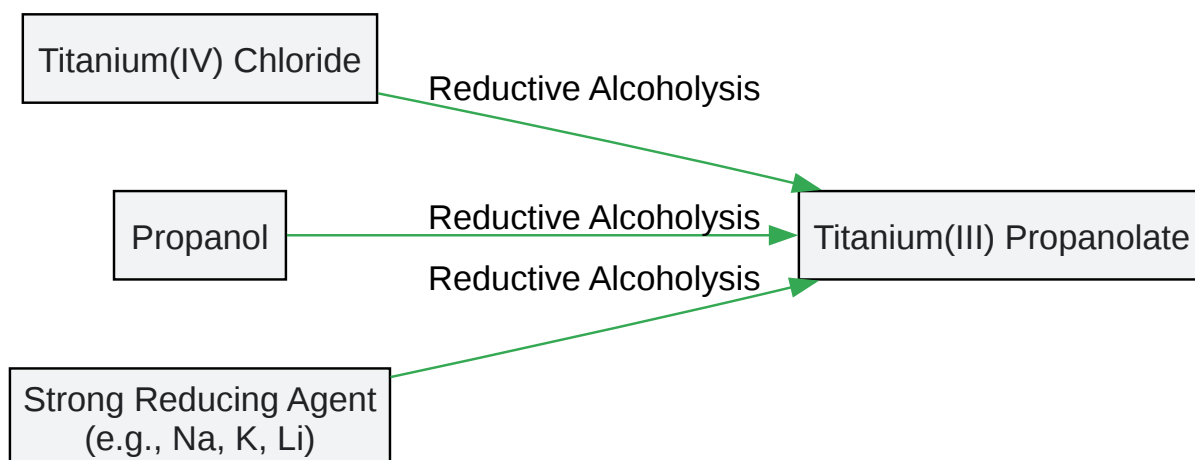 Titanium(IV) Chloride
Reductive Alcoholysis
Propanol
Reductive Alcoholysis
Titanium(III) Propanolate
Reductive Alcoholysis
Strong Reducing Agent
(e.g., Na, K, Li)